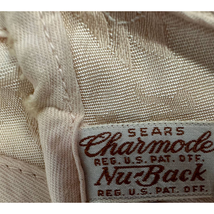 SEARS
Charmode
REG. U.S. PAT. OFF.
Nu-Back
REG. U.S. PAT. OFF.